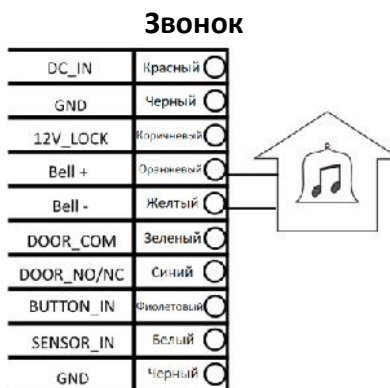 Звонок
DC_IN Красный
GND Черный
12V_LOCK Коричневый
Bell + Оранжевый
Bell - Желтый
DOOR_COM Зеленый
DOOR_NO/NC Синий
BUTTON_IN Фиолетовый
SENSOR_IN Белый
GND Черный